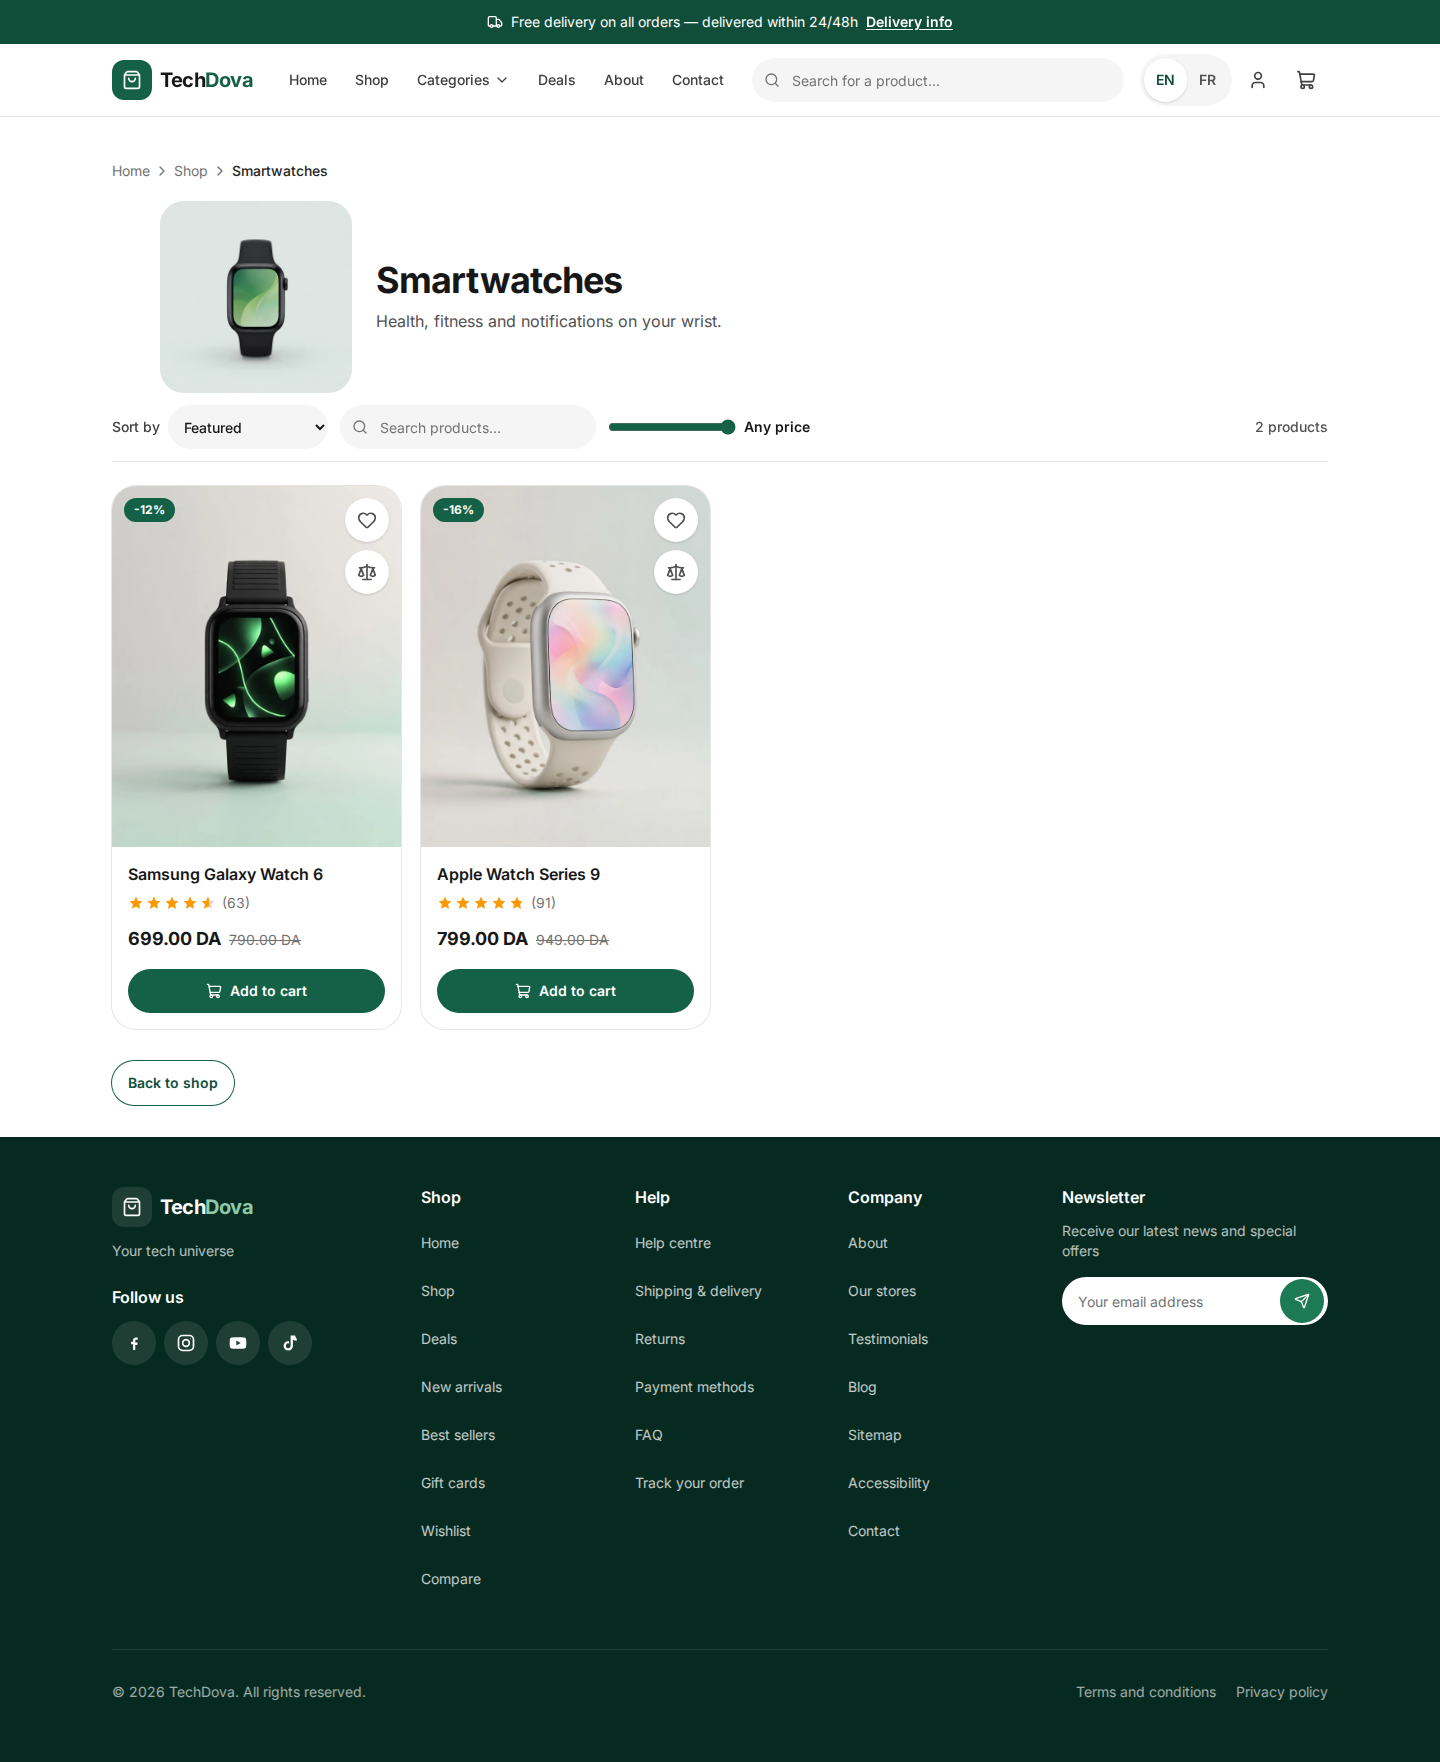 Free delivery on all orders — delivered within 24/48h Delivery info
TechDova
Home
Shop
Categories
Deals
About
Contact
Search for a product...
EN
FR
Home > Shop > Smartwatches
Smartwatches
Health, fitness and notifications on your wrist.
Sort by
Featured
Search products...
Any price
2 products
-12%
Samsung Galaxy Watch 6
(63)
699.00 DA 790.00 DA
Add to cart
-16%
Apple Watch Series 9
(91)
799.00 DA 949.00 DA
Add to cart
Back to shop
TechDova
Your tech universe
Follow us
Shop
Home
Shop
Deals
New arrivals
Best sellers
Gift cards
Wishlist
Compare
Help
Help centre
Shipping & delivery
Returns
Payment methods
FAQ
Track your order
Company
About
Our stores
Testimonials
Blog
Sitemap
Accessibility
Contact
Newsletter
Receive our latest news and special
offers
Your email address
© 2026 TechDova. All rights reserved.
Terms and conditions
Privacy policy